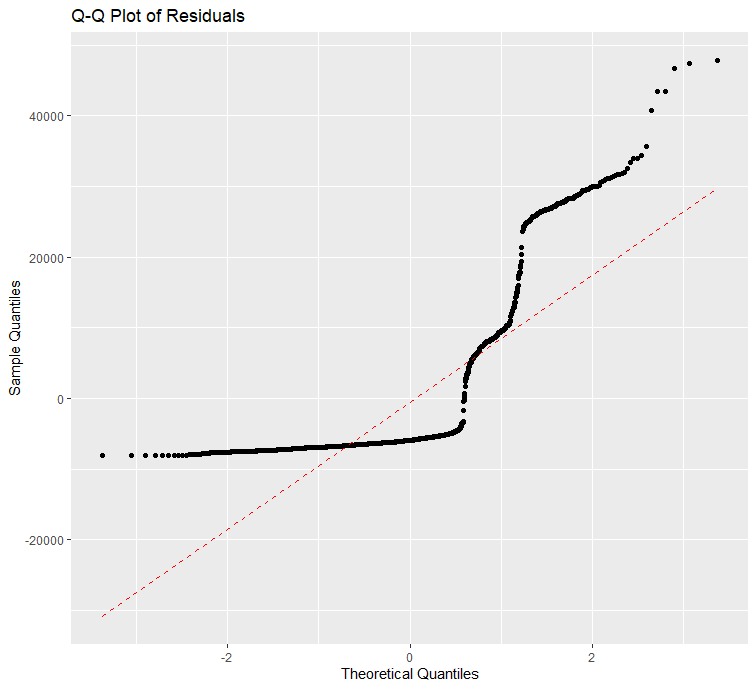 Q-Q Plot of Residuals
40000
20000
0
-20000
Sample Quantiles
-2
0
2
Theoretical Quantiles